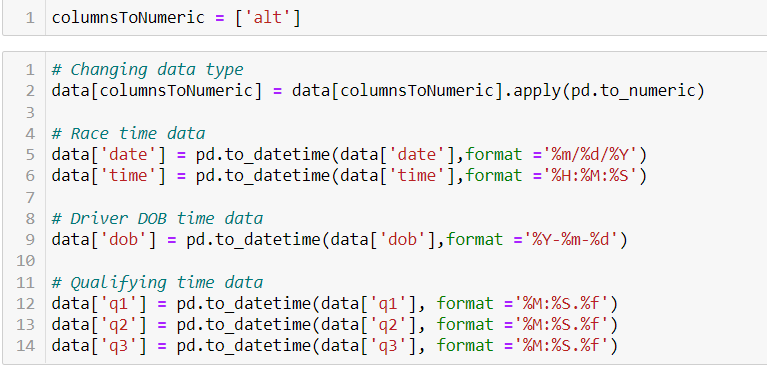 1 columnsToNumeric = ['alt']
1 # Changing data type
2 data[columnsToNumeric] = data[columnsToNumeric].apply(pd.to_numeric)
3
4 # Race time data
5 data['date'] = pd.to_datetime(data['date'],format ='%m/%d/%Y')
6 data['time'] = pd.to_datetime(data['time'],format ='%H:%M:%S')
7
8 # Driver DOB time data
9 data['dob'] = pd.to_datetime(data['dob'],format ='%Y-%m-%d')
10
11 # Qualifying time data
12 data['q1'] = pd.to_datetime(data['q1'], format ='%M:%S.%f')
13 data['q2'] = pd.to_datetime(data['q2'], format ='%M:%S.%f')
14 data['q3'] = pd.to_datetime(data['q3'], format ='%M:%S.%f')